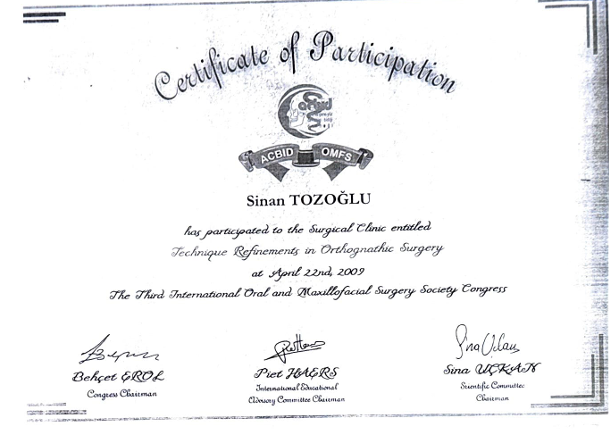 Certificate of Participation
ACBID OMFS
Sinan TOZOĞLU
has participated to the Surgical Clinic entitled
Technique Refinements in Orthognathic Surgery
at April 22nd, 2009
The Third International Oral and Maxillofacial Surgery Society Congress
Behçet EROL
Congress Chairman
Piet HAERS
International Educational
Advisory Committee Chairman
Sina UÇKAN
Scientific Committee
Chairman